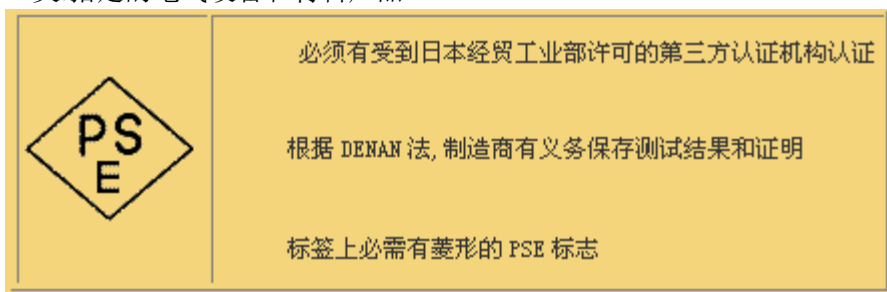 必须有受到日本经贸工业部许可的第三方认证机构认证
PS
E
根据 DENAN 法,制造商有义务保存测试结果和证明
标签上必需有菱形的 PSE 标志